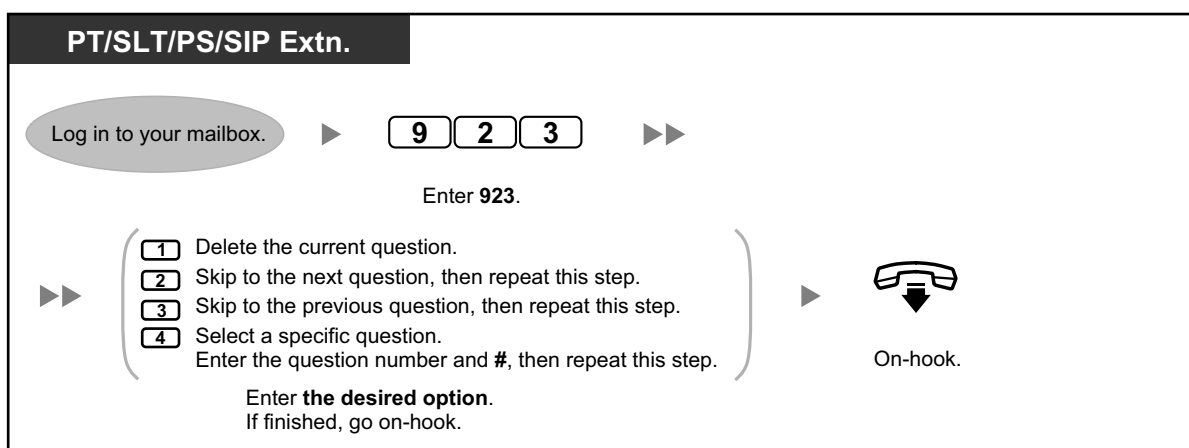 PT/SLT/PS/SIP Extn.
Log in to your mailbox.
9 2 3
Enter 923.
1 Delete the current question.
2 Skip to the next question, then repeat this step.
3 Skip to the previous question, then repeat this step.
4 Select a specific question.
Enter the question number and #, then repeat this step.
Enter the desired option.
If finished, go on-hook.
On-hook.